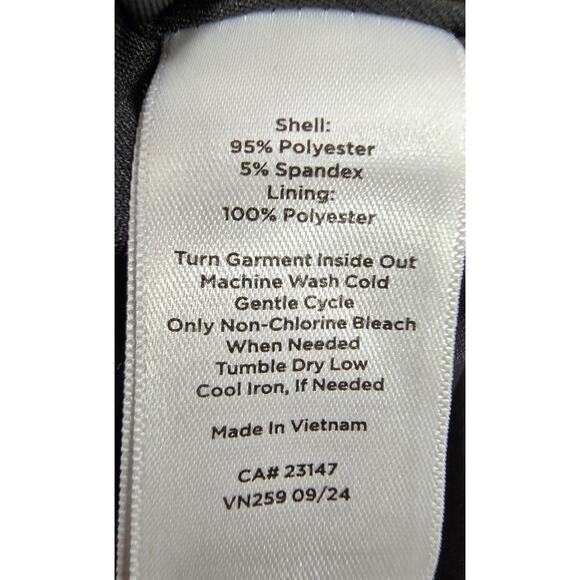 Shell:
95% Polyester
5% Spandex
Lining:
100% Polyester
Turn Garment Inside Out
Machine Wash Cold
Gentle Cycle
Only Non-Chlorine Bleach
When Needed
Tumble Dry Low
Cool Iron, If Needed
Made In Vietnam
CA# 23147
VN259 09/24